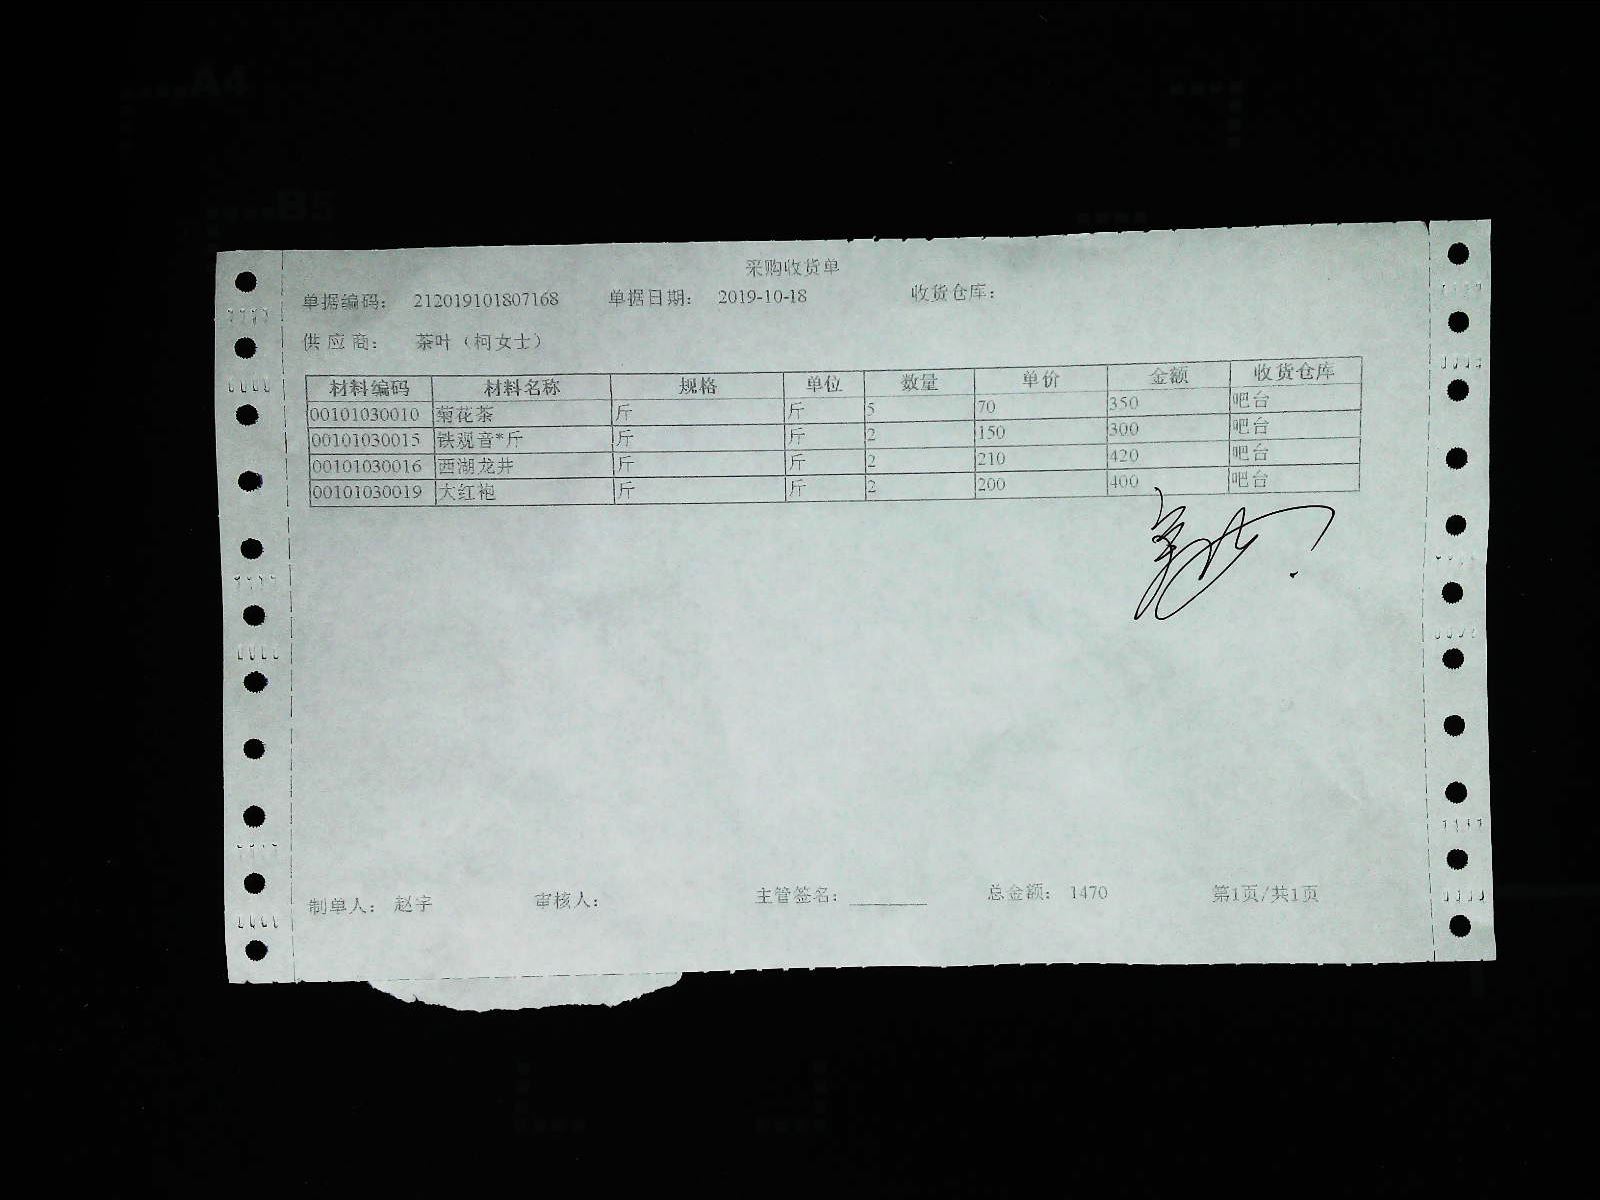 采购收货单
单据编码： 212019101807168 单据日期： 2019-10-18 收货仓库：
供应商： 茶叶（柯女士）
材料编码 材料名称 规格 单位 数量 单价 金额 收货仓库
00101030010 菊花茶 斤 斤 5 70 350 吧台
00101030015 铁观音*斤 斤 斤 2 150 300 吧台
00101030016 西湖龙井 斤 斤 2 210 420 吧台
00101030019 大红袍 斤 斤 2 200 400 吧台
制单人： 赵宇 审核人： 主管签名： 总金额： 1470 第1页/共1页